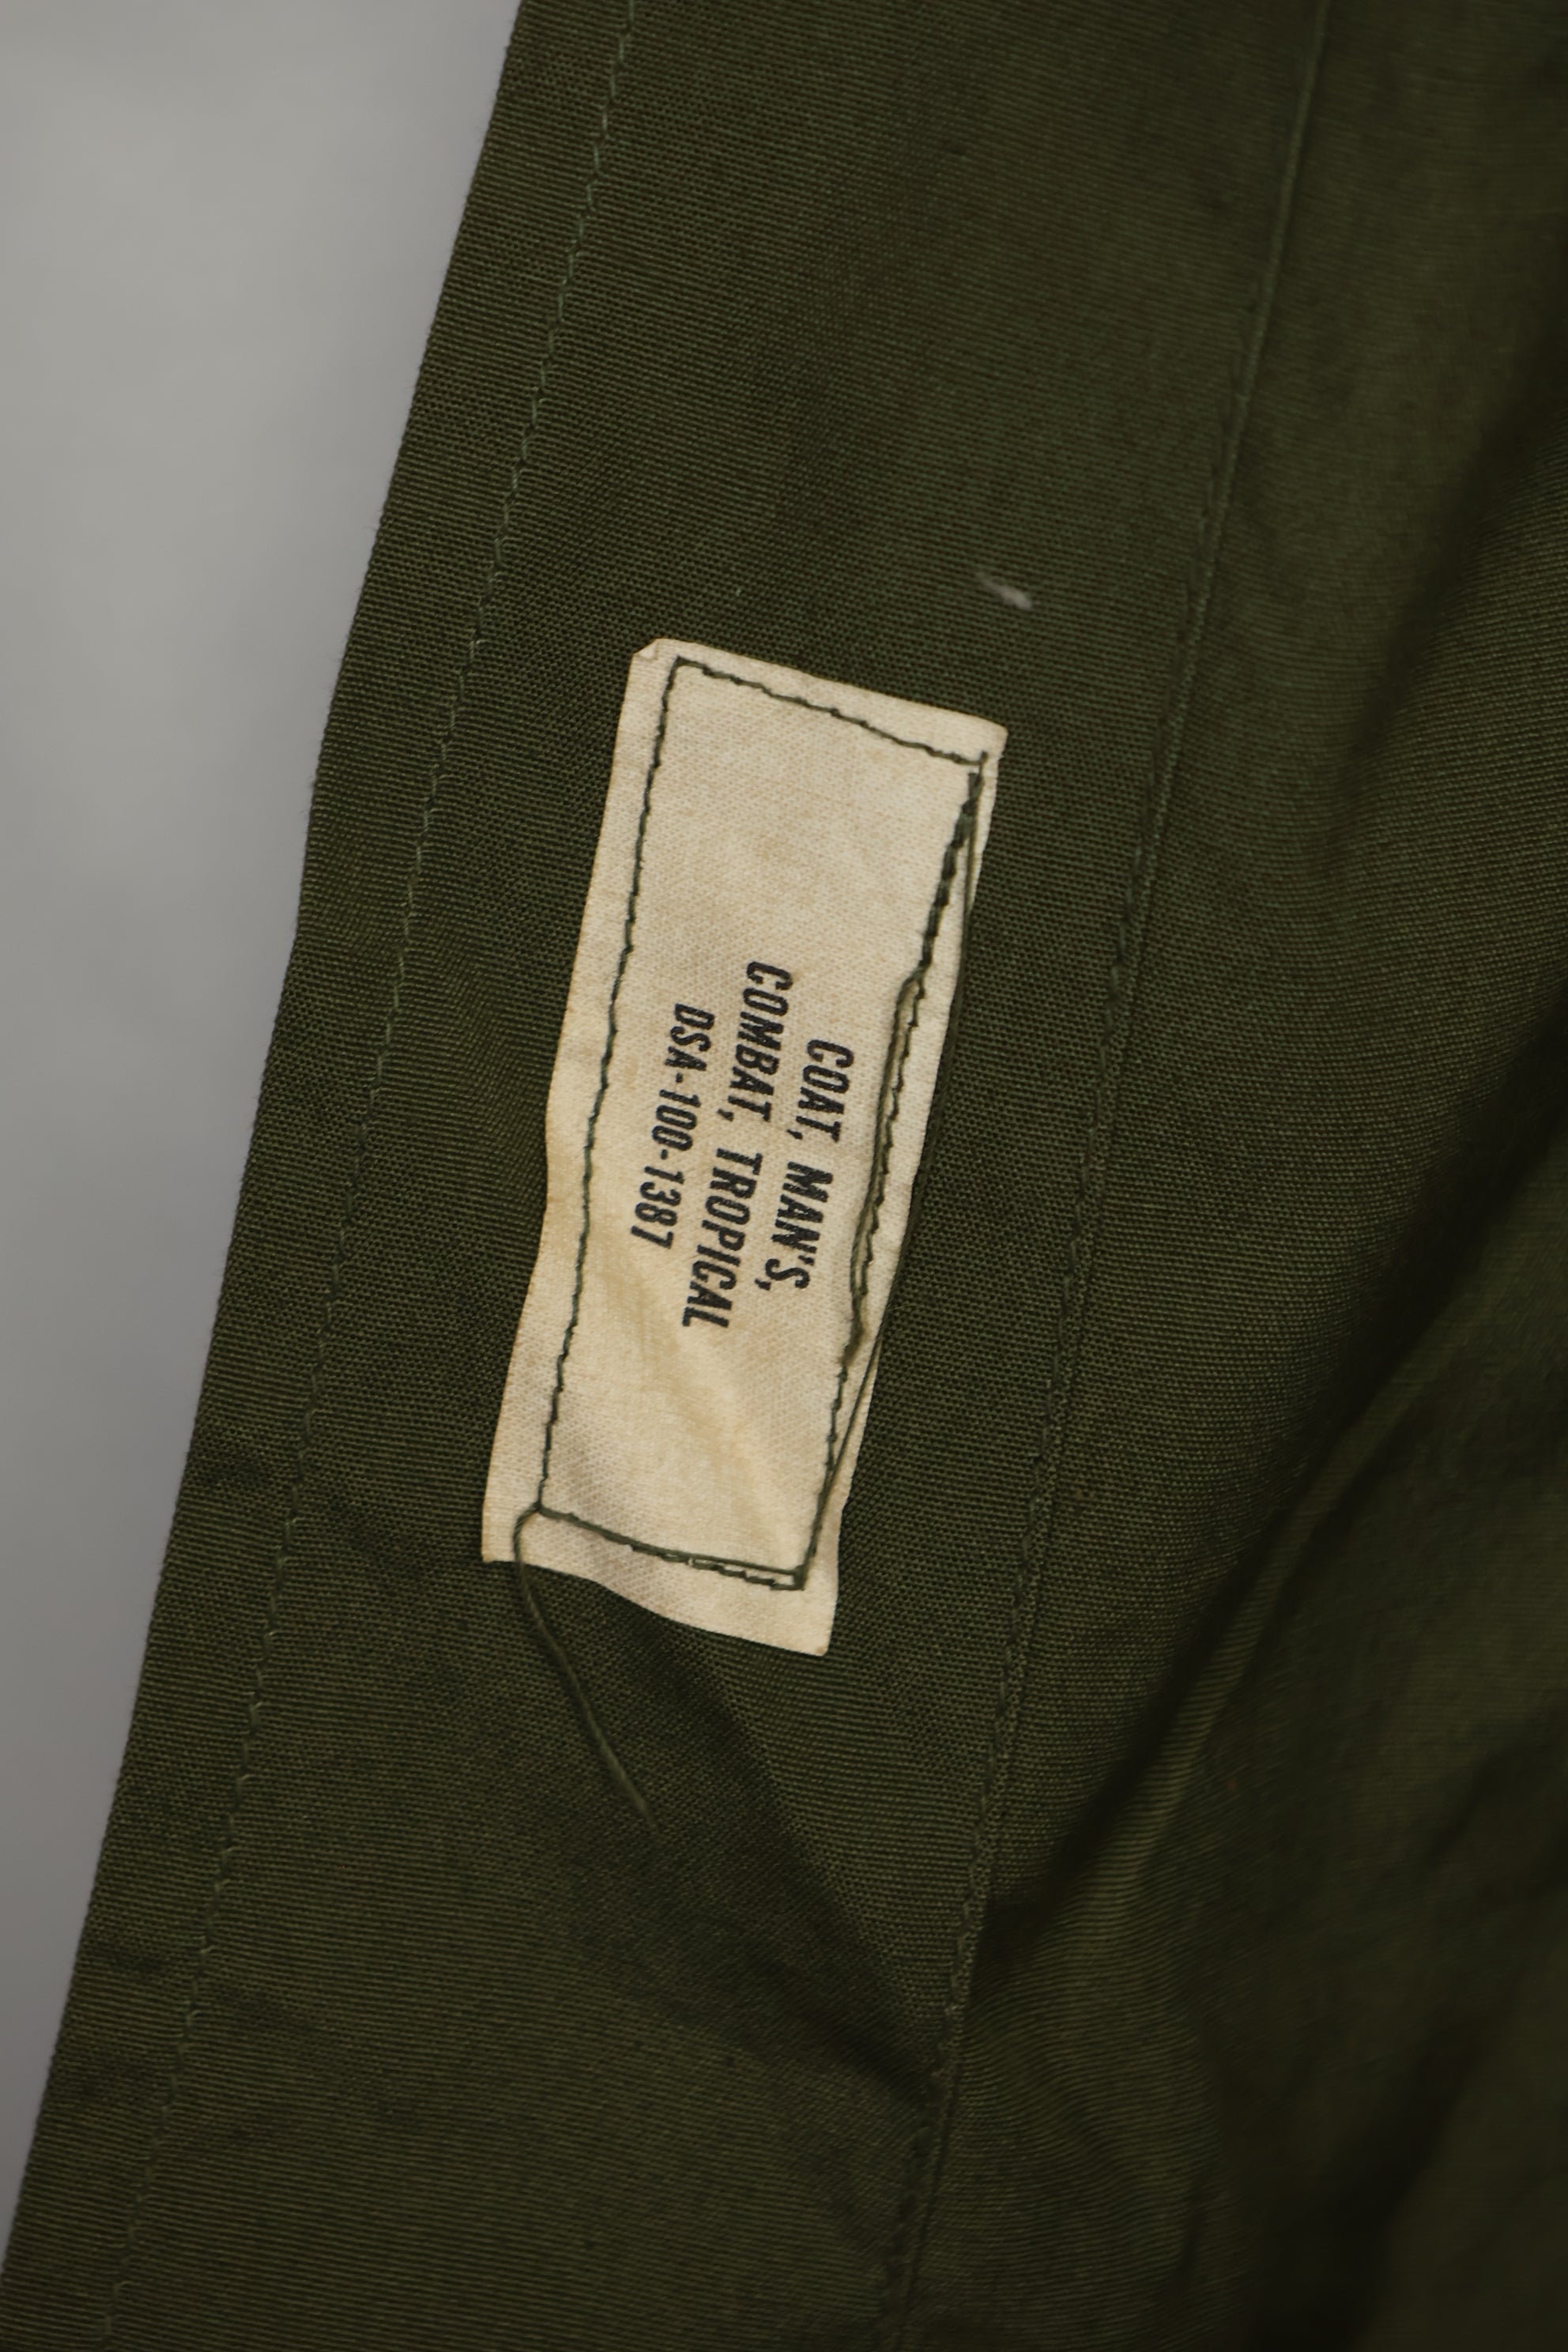 COAT, MAN'S,
COMBAT, TROPICAL
DSA-100-1387